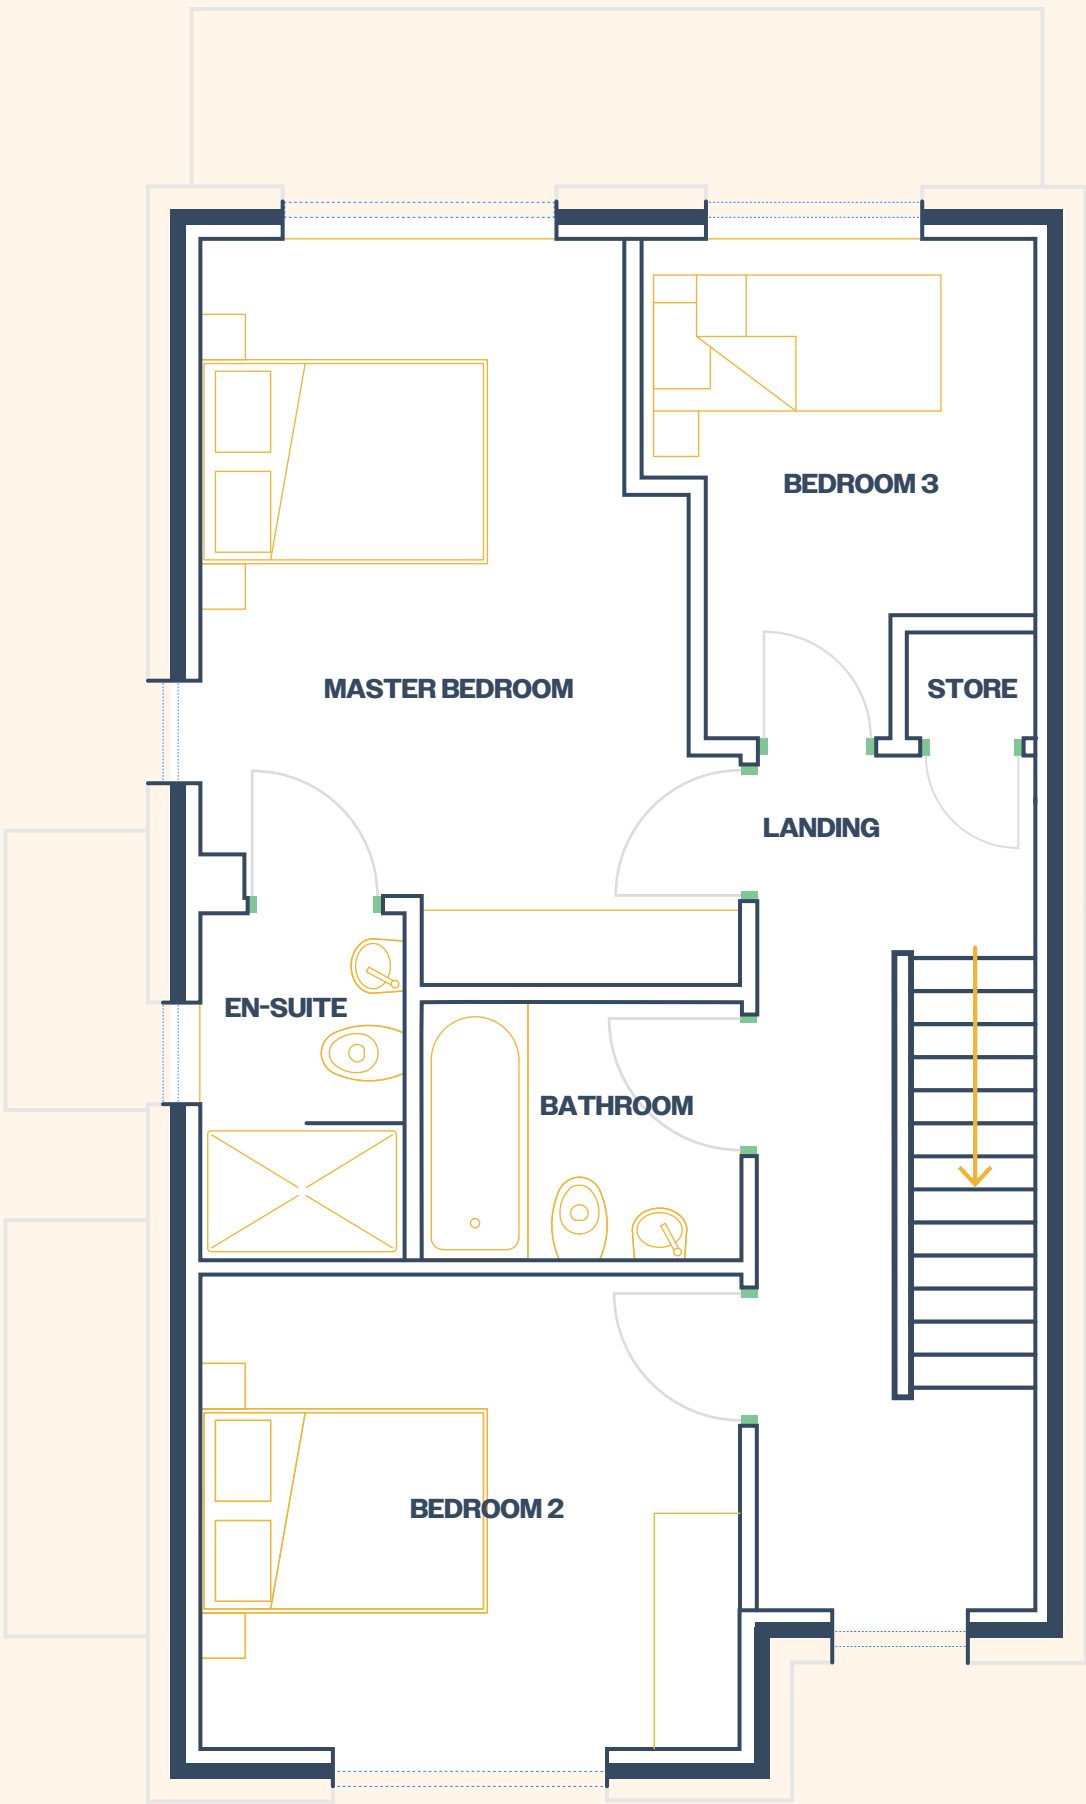 BEDROOM 3
MASTER BEDROOM
STORE
LANDING
EN-SUITE
BATHROOM
BEDROOM 2